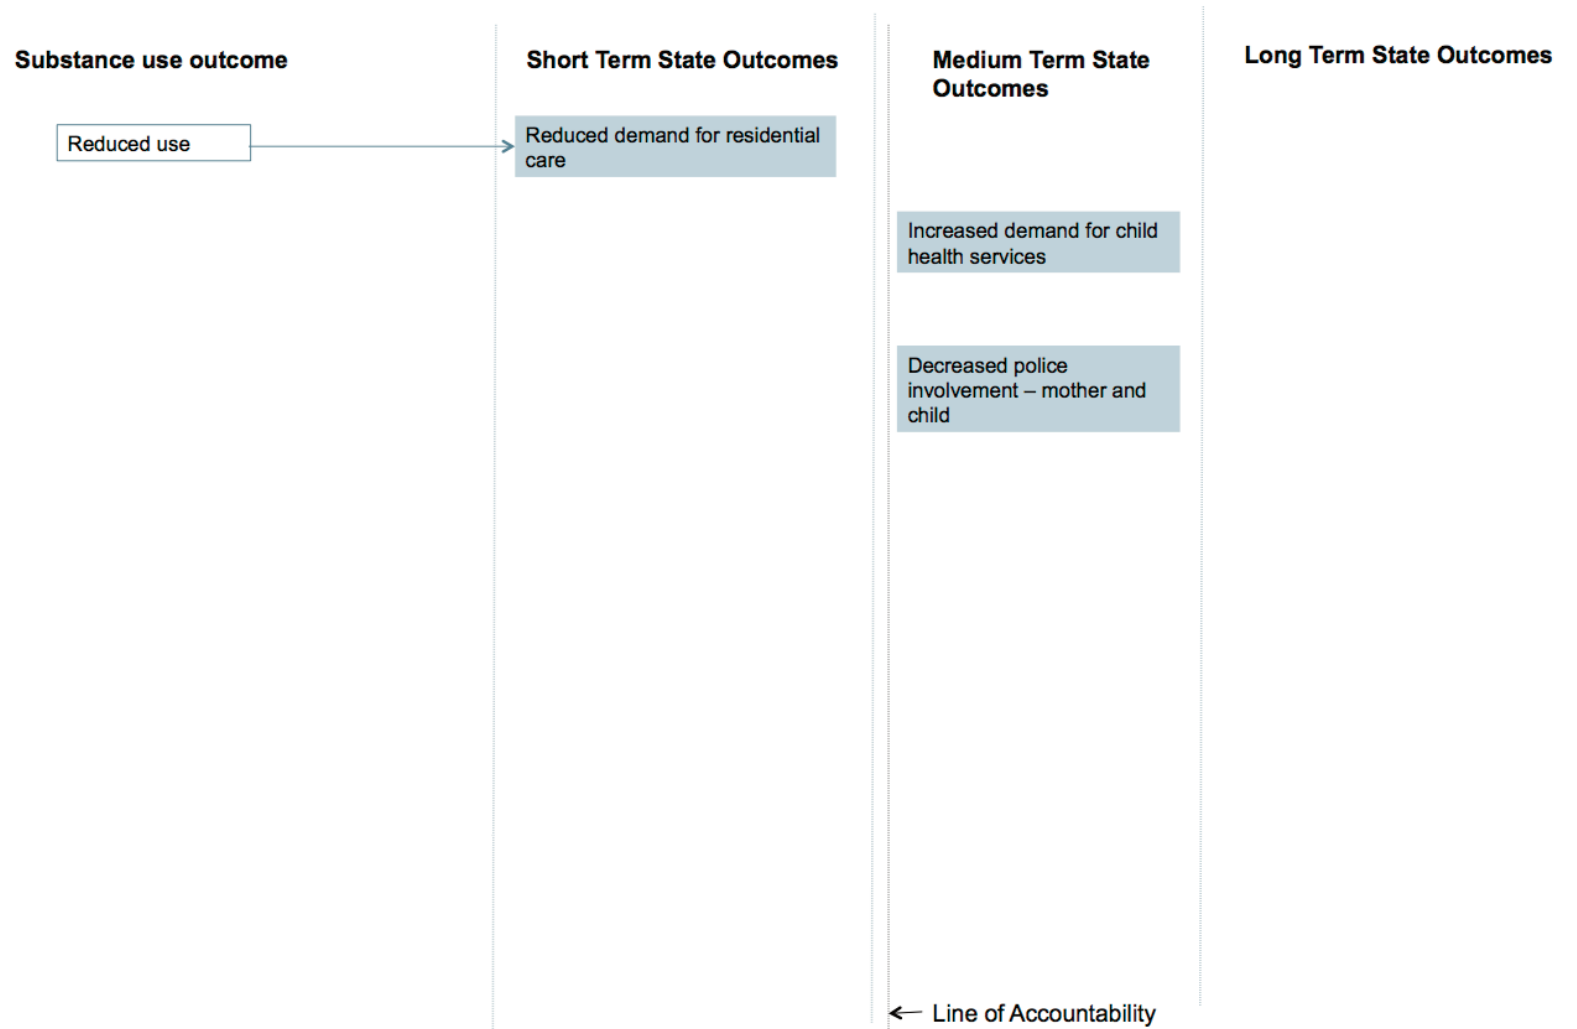 Substance use outcome
Short Term State Outcomes
Medium Term State
Outcomes
Long Term State Outcomes
Reduced use
Reduced demand for residential
care
Increased demand for child
health services
Decreased police
involvement – mother and
child
Line of Accountability